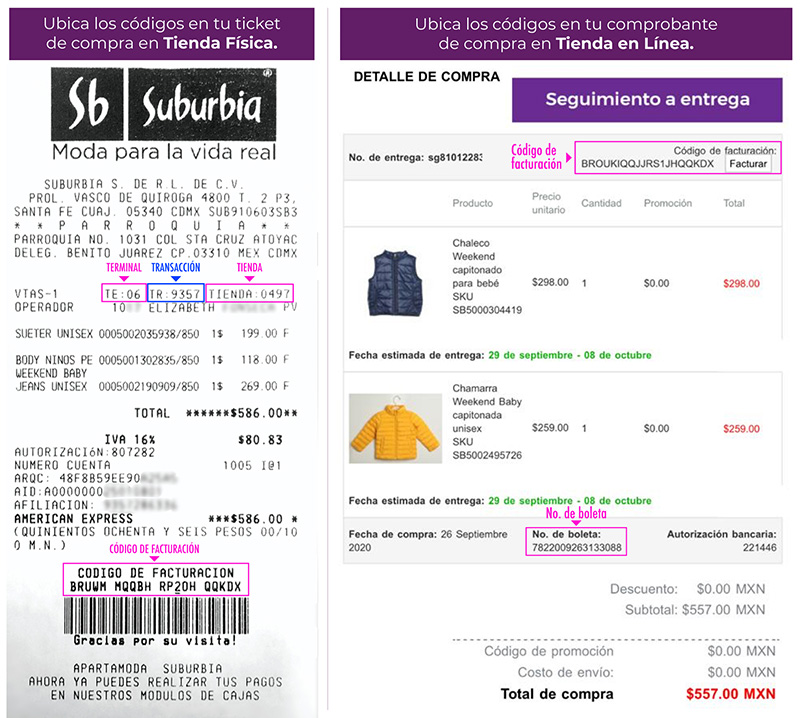 Ubica los códigos en tu ticket
de compra en Tienda Física.
Sb Suburbia®
Moda para la vida real
SUBURBIA S. DE R.L. DE C.V.
PROL. VASCO DE QUIROGA 4800 T. 2 P3,
SANTA FE CUAJ. 05340 CDMX SUB910603SB3
* * P A R R O Q U I A * *
PARROQUIA NO. 1031 COL STA CRUZ ATOYAC
DELEG. BENITO JUAREZ CP.03310 MEX CDMX
TERMINAL TRANSACCIÓN TIENDA
VTAS-1 TE:06 TR:9357 TIENDA:0497
OPERADOR ELIZABETH PV
SUETER UNISEX 0005002035938/850 1$ 199.00 F
BODY NINOS PE 0005001302835/850 1$ 118.00 F
WEEKEND BABY
JEANS UNISEX 0005002190909/850 1$ 269.00 F
TOTAL ******$586.00**
IVA 16% $80.83
AUTORIZACIóN:807282
NUMERO CUENTA 1005 I@1
ARQC: 48F8B59EE90
AID:A0000000
AFILIACION:
AMERICAN EXPRESS ***$586.00 *
(QUINIENTOS OCHENTA Y SEIS PESOS 00/10
0 M.N.)
CÓDIGO DE FACTURACIÓN
CODIGO DE FACTURACION
BRUWM MQQBH RP2OH QQKDX
Gracias por su visita!
APARTAMODA SUBURBIA
AHORA YA PUEDES REALIZAR TUS PAGOS
EN NUESTROS MODULOS DE CAJAS
Ubica los códigos en tu comprobante
de compra en Tienda en Línea.
DETALLE DE COMPRA
Seguimiento a entrega
No. de entrega: sg81012283
Código de
facturación
Código de facturación:
BROUKIQQJJRS1JHQQKDX Facturar
Producto Precio unitario Cantidad Promoción Total
Chaleco
Weekend
capitonado
para bebé
SKU
SB5000304419
$298.00 1 $0.00 $298.00
Fecha estimada de entrega: 29 de septiembre - 08 de octubre
Chamarra
Weekend Baby
capitonada
unisex
SKU
SB5002495726
$259.00 1 $0.00 $259.00
Fecha estimada de entrega: 29 de septiembre - 08 de octubre
No. de boleta
Fecha de compra: 26 Septiembre
2020
No. de boleta:
7822009263133088
Autorización bancaria:
221446
Descuento: $0.00 MXN
Subtotal: $557.00 MXN
Código de promoción $0.00 MXN
Costo de envío: $0.00 MXN
Total de compra $557.00 MXN